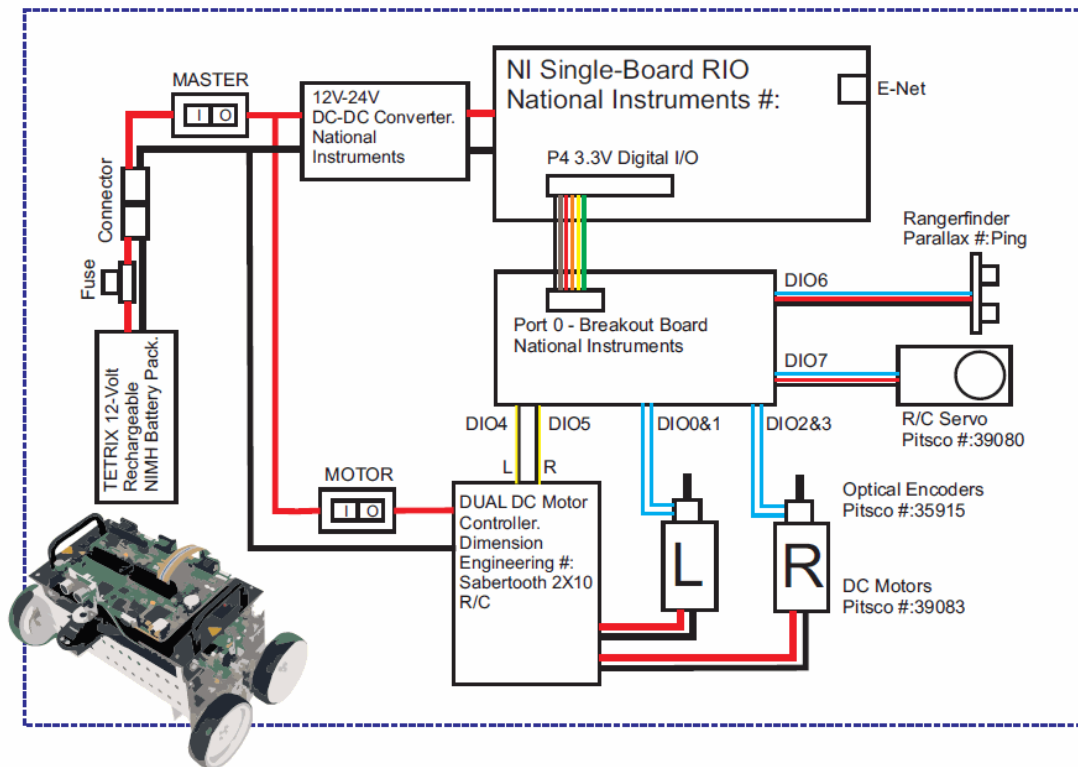 MASTER
I O
12V-24V
DC-DC Converter.
National
Instruments
NI Single-Board RIO
National Instruments #:
E-Net
P4 3.3V Digital I/O
Connector
Fuse
TETRIX 12-Volt
Rechargeable
NIMH Battery Pack.
Rangerfinder
Parallax #:Ping
DIO6
Port 0 - Breakout Board
National Instruments
DIO7
R/C Servo
Pitsco #:39080
DIO4
DIO5
DIO0&1
DIO2&3
L
R
MOTOR
I O
DUAL DC Motor
Controller.
Dimension
Engineering #:
Sabertooth 2X10
R/C
L
R
Optical Encoders
Pitsco #:35915
DC Motors
Pitsco #:39083